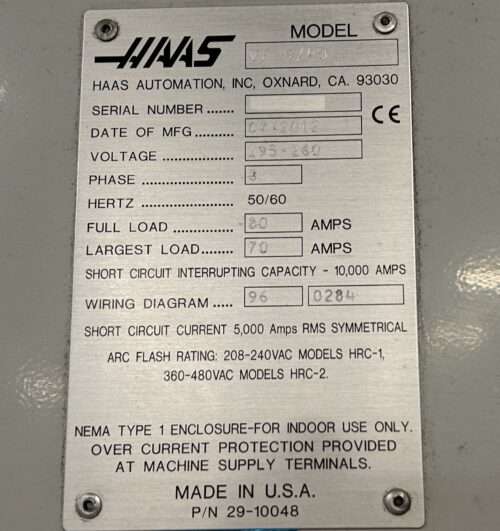 HAAS
MODEL
HAAS AUTOMATION, INC, OXNARD, CA. 93030
SERIAL NUMBER .......
DATE OF MFG .......... 2012
VOLTAGE ................ 195-260
PHASE ....................... 3
HERTZ ....................... 50/60
FULL LOAD ............... 80 AMPS
LARGEST LOAD........ 70 AMPS
CE
SHORT CIRCUIT INTERRUPTING CAPACITY - 10,000 AMPS
WIRING DIAGRAM ..... 96 0284
SHORT CIRCUIT CURRENT 5,000 Amps RMS SYMMETRICAL
ARC FLASH RATING: 208-240VAC MODELS HRC-1,
360-480VAC MODELS HRC-2.
NEMA TYPE 1 ENCLOSURE-FOR INDOOR USE ONLY.
OVER CURRENT PROTECTION PROVIDED
AT MACHINE SUPPLY TERMINALS.
MADE IN U.S.A.
P/N 29-10048